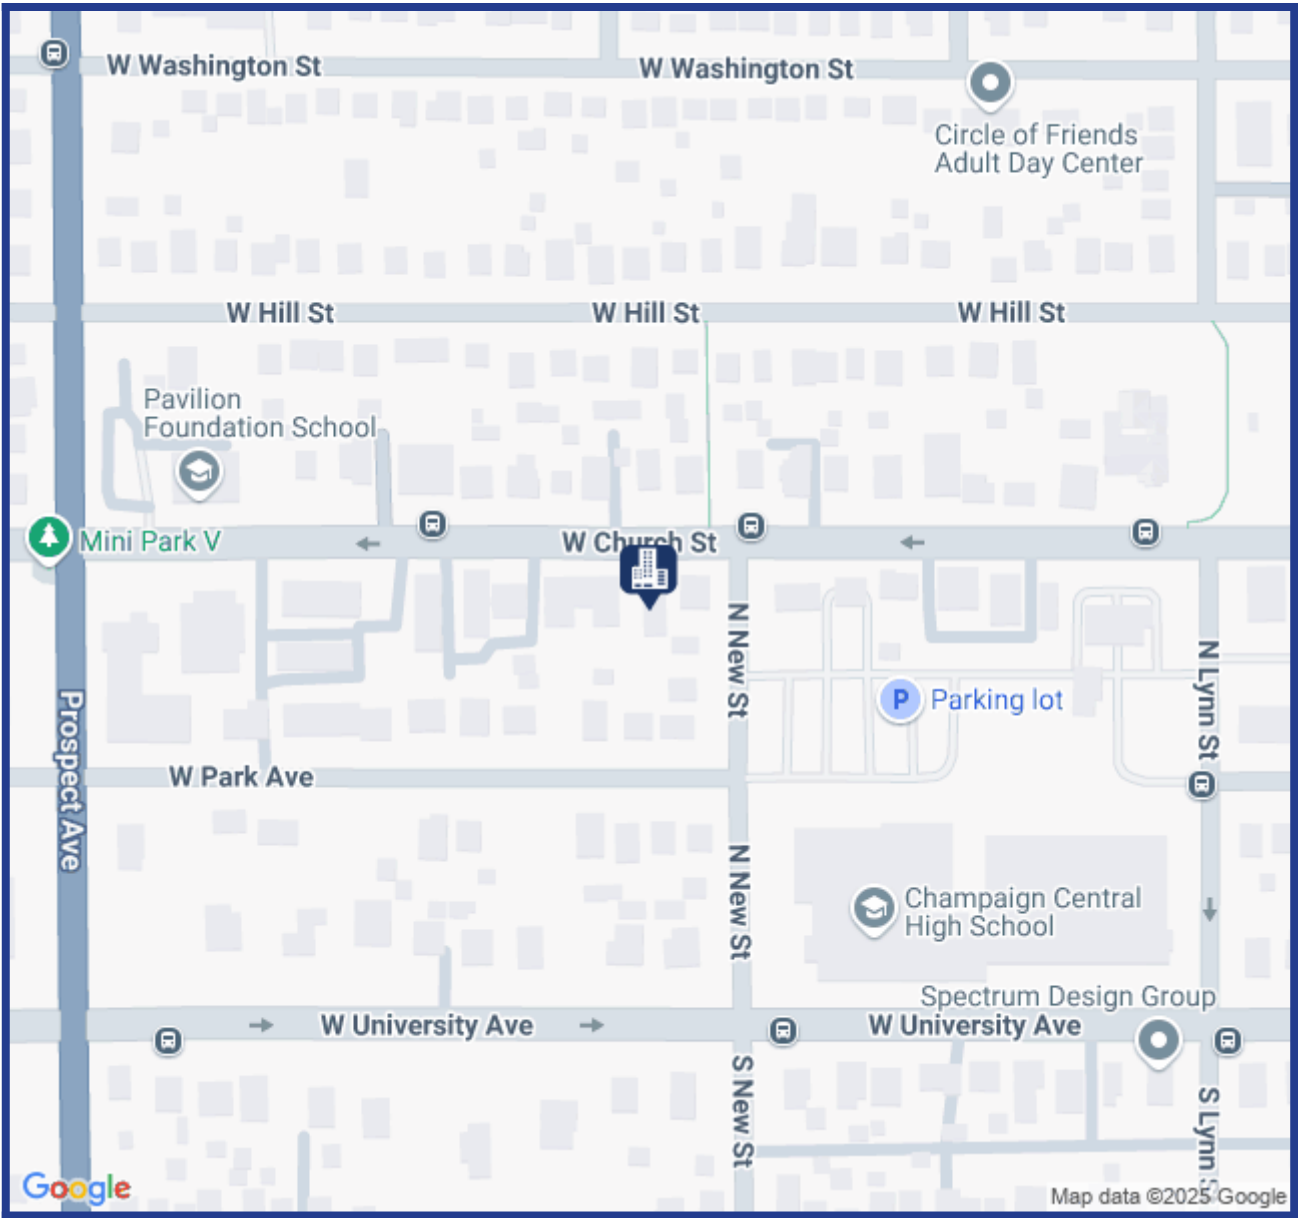 W Washington St
W Washington St
Circle of Friends
Adult Day Center
W Hill St
W Hill St
W Hill St
Pavilion
Foundation School
Mini Park V
W Church St
N New St
N Lynn St
Prospect Ave
P
Parking lot
W Park Ave
N New St
Champaign Central
High School
Spectrum Design Group
W University Ave
W University Ave
S New St
S Lynn S
Google
Map data ©2025 Google